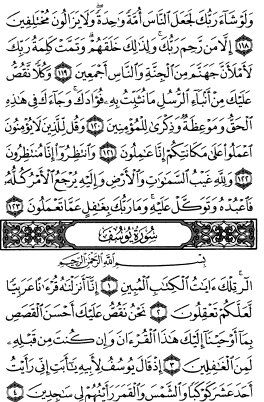 وَلَوْ شَآءَ رَبُّكَ لَجَعَلَ ٱلنَّاسَ أُمَّةً وَٰحِدَةً وَلَا يَزَالُونَ مُخْتَلِفِينَ
١١٨ إِلَّا مَن رَّحِمَ رَبُّكَ وَلِذَٰلِكَ خَلَقَهُمْ وَتَمَّتْ كَلِمَةُ رَبِّكَ
لَأَمْلَأَنَّ جَهَنَّمَ مِنَ ٱلْجِنَّةِ وَٱلنَّاسِ أَجْمَعِينَ ١١٩ وَكُلًّا نَّقُصُّ
عَلَيْكَ مِنْ أَنۢبَآءِ ٱلرُّسُلِ مَا نُثَبِّتُ بِهِۦ فُؤَادَكَ وَجَآءَكَ فِى هَٰذِهِ
ٱلْحَقُّ وَمَوْعِظَةٌ وَذِكْرَىٰ لِلْمُؤْمِنِينَ ١٢٠ وَقُل لِّلَّذِينَ لَا يُؤْمِنُونَ
ٱعْمَلُوا۟ عَلَىٰ مَكَانَتِكُمْ إِنَّا عَٰمِلُونَ ١٢١ وَٱنتَظِرُوٓا۟ إِنَّا مُنتَظِرُونَ
١٢٢ وَلِلَّهِ غَيْبُ ٱلسَّمَٰوَٰتِ وَٱلْأَرْضِ وَإِلَيْهِ يُرْجَعُ ٱلْأَمْرُ كُلُّهُۥ
فَٱعْبُدْهُ وَتَوَكَّلْ عَلَيْهِ وَمَا رَبُّكَ بِغَٰفِلٍ عَمَّا تَعْمَلُونَ ١٢٣
سُورَةُ يُوسُفَ
بِسْمِ ٱللَّهِ ٱلرَّحْمَٰنِ ٱلرَّحِيمِ
الٓر تِلْكَ ءَايَٰتُ ٱلْكِتَٰبِ ٱلْمُبِينِ ١ إِنَّآ أَنزَلْنَٰهُ قُرْءَٰنًا عَرَبِيًّا
لَّعَلَّكُمْ تَعْقِلُونَ ٢ نَحْنُ نَقُصُّ عَلَيْكَ أَحْسَنَ ٱلْقَصَصِ
بِمَآ أَوْحَيْنَآ إِلَيْكَ هَٰذَا ٱلْقُرْءَانَ وَإِن كُنتَ مِن قَبْلِهِۦ
لَمِنَ ٱلْغَٰفِلِينَ ٣ إِذْ قَالَ يُوسُفُ لِأَبِيهِ يَٰٓأَبَتِ إِنِّى رَأَيْتُ
أَحَدَ عَشَرَ كَوْكَبًا وَٱلشَّمْسَ وَٱلْقَمَرَ رَأَيْتُهُمْ لِى سَٰجِدِينَ ٤